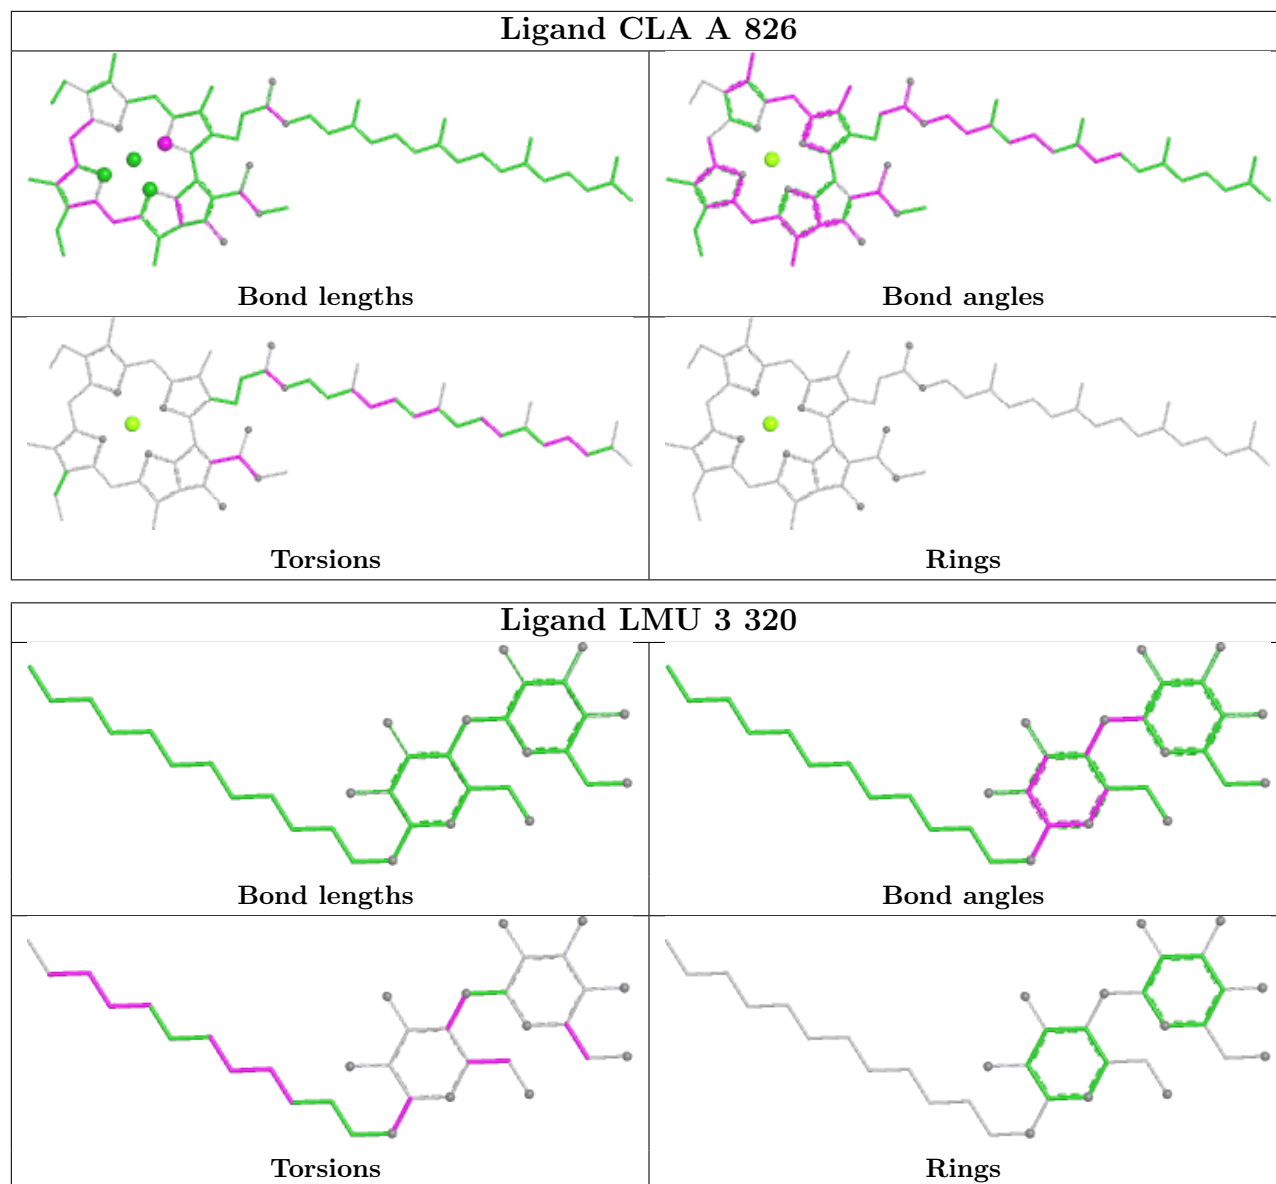 Ligand CLA A 826
Bond lengths
Bond angles
Torsions
Rings
Ligand LMU 3 320
Bond lengths
Bond angles
Torsions
Rings